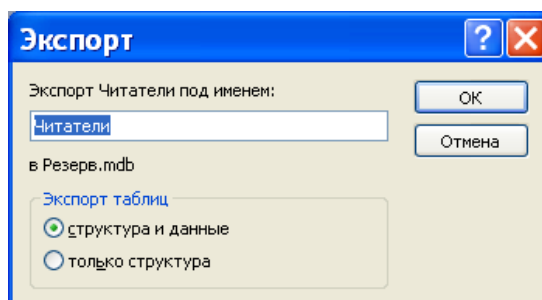 Экспорт
Экспорт Читатели под именем:
ОК
Читатели
Отмена
в Резерв.mdb
Экспорт таблиц
структура и данные
только структура